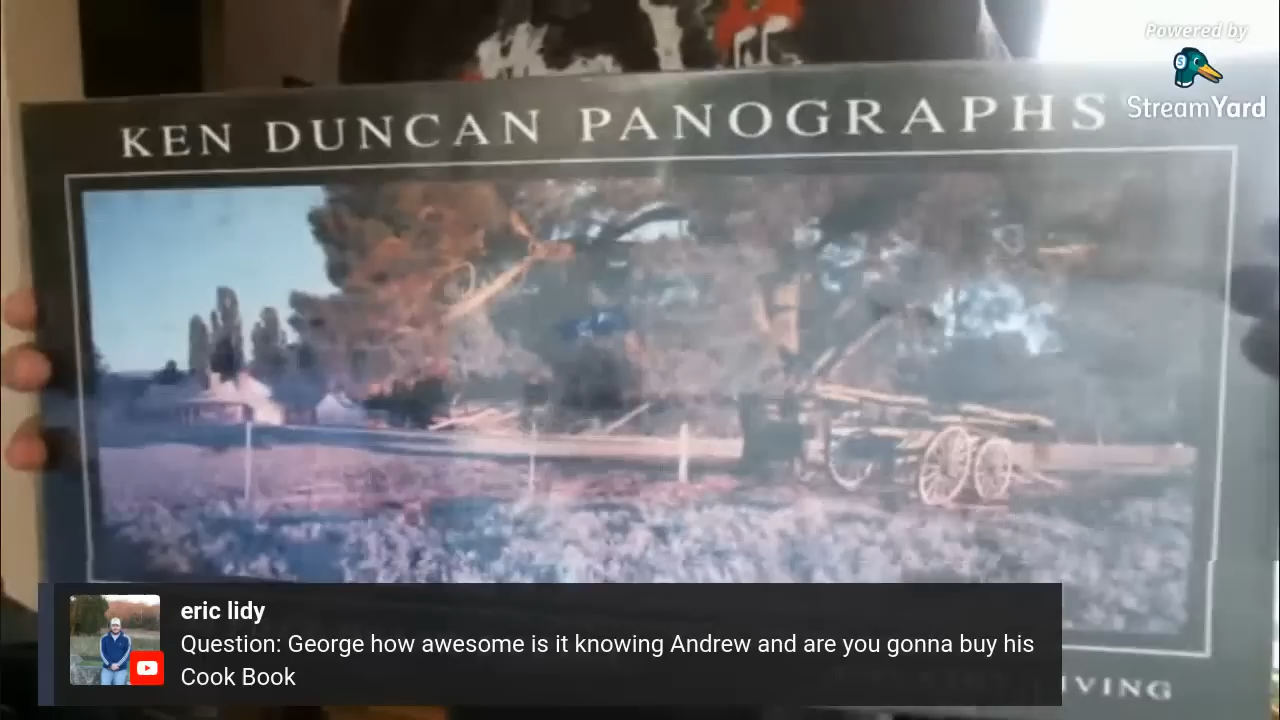 Powered by
StreamYard
KEN DUNCAN PANOGRAPHS
eric lidy
Question: George how awesome is it knowing Andrew and are you gonna buy his
Cook Book